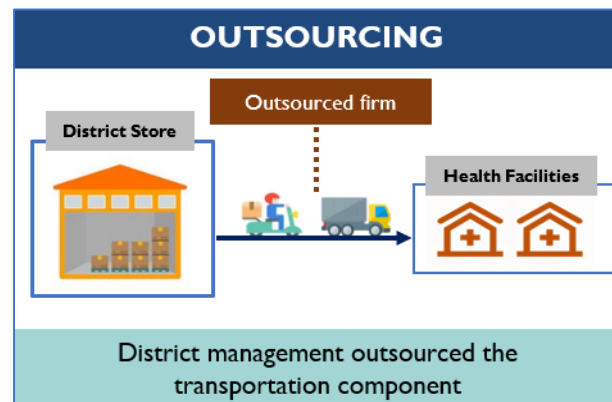 OUTSOURCING
Outsourced firm
District Store
Health Facilities
District management outsourced the
transportation component